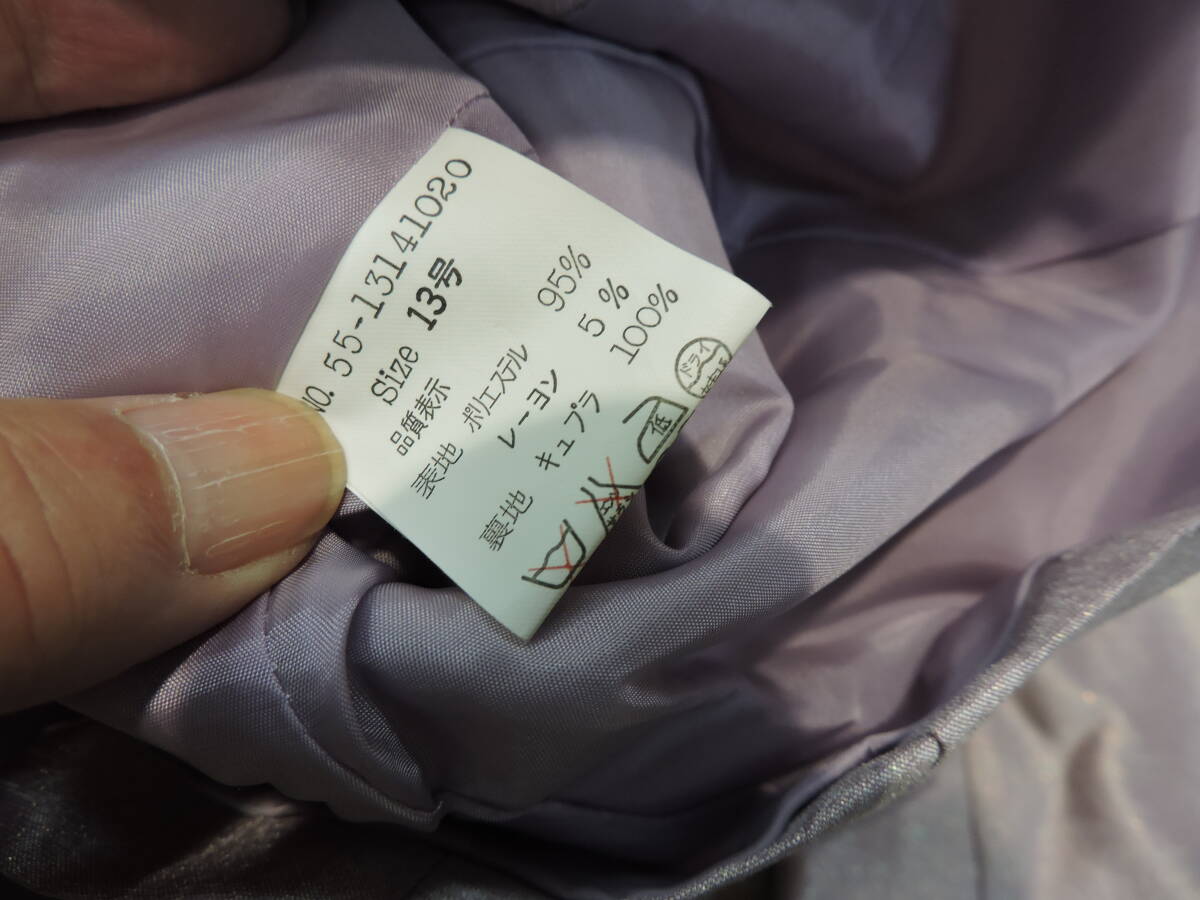 NO. 55-13141020
Size 13号
品質表示
表地 ポリエステル 95%
レーヨン 5%
裏地 キュプラ 100%
ドライ
低